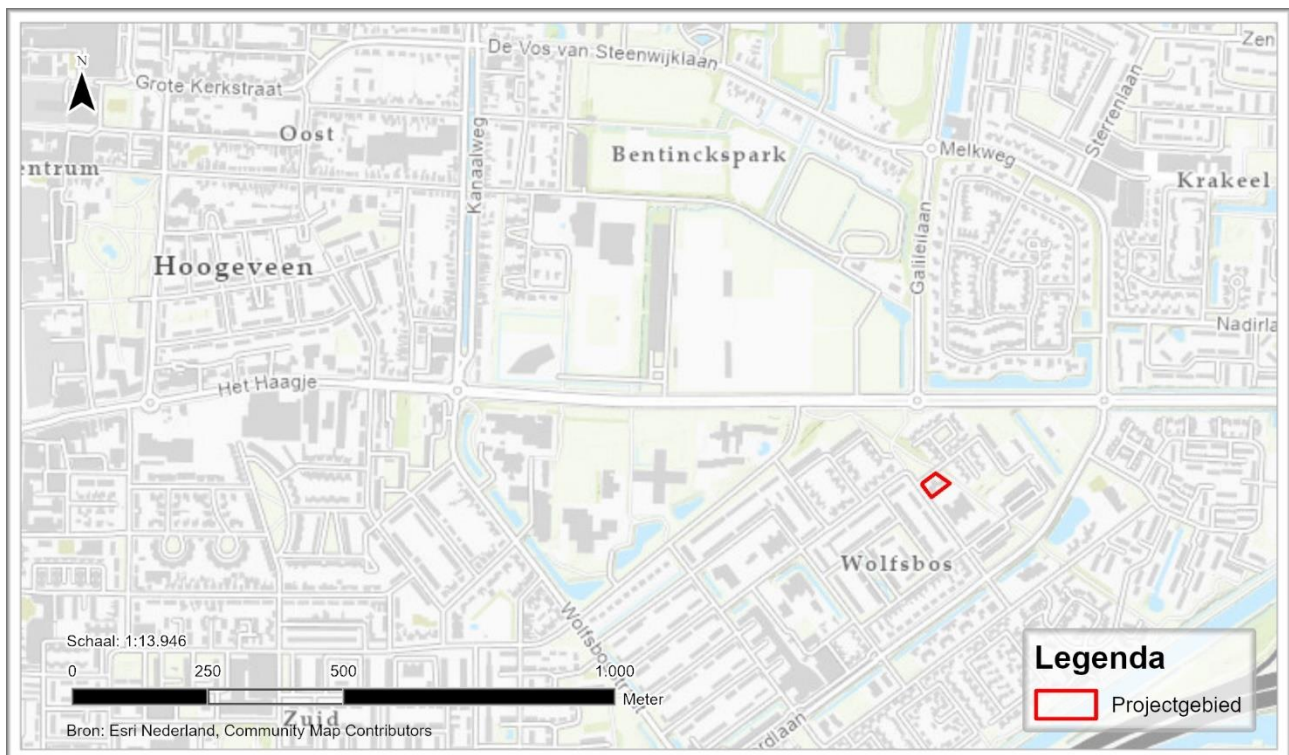 De Vos van Steenwijklaan
Zen
N
Grote Kerkstraat
Oost
Kanaalweg
Bentinckspark
Melkweg
Sterrenlaan
entrum
Krakeel
Galileilaan
Hoogeveen
Nadirla
Het Haagje
Wolfsbos
Wolfsbosstraat
Schaal: 1:13.946
0 250 500 1.000
Meter
Zuid
Bron: Esri Nederland, Community Map Contributors
rdlaan
Legenda
Projectgebied